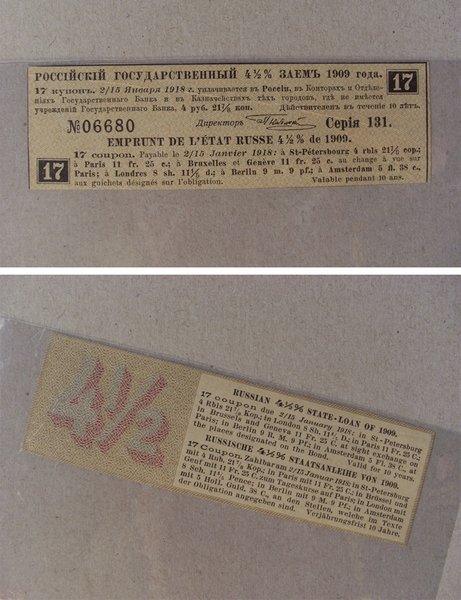 РОССІЙСКІЙ ГОСУДАРСТВЕННЫЙ 4½% ЗАЕМЪ 1909 года.
17 купонъ. 2/15 Января 1918 г. уплачивается въ Россіи, въ Конторахъ и Отдѣле-
ніяхъ Государственнаго Банка и въ Казначействахъ тѣхъ городовъ, гдѣ не имѣется
учрежденій Государственнаго Банка, 4 руб. 21⅞ коп. Дѣйствителенъ въ теченіе 10 лѣтъ.
17
№06680 Директоръ Серія 131.
EMPRUNT DE L'ÉTAT RUSSE 4½% de 1909.
17
17 coupon. Payable le 2/15 Janvier 1918: à St-Pétersbourg 4 rbls 21⅞ cop;
à Paris 11 fr. 25 c.; à Bruxelles et Genève 11 fr. 25 c. au change à vue sur
Paris; à Londres 8 sh. 11½ d.; à Berlin 9 m. 9 pf.; à Amsterdam 5 fl. 38 c.,
aux guichets désignés sur l'obligation. Valable pendant 10 ans.
4½
RUSSIAN 4½% STATE-LOAN OF 1909.
17 coupon due 2/15 January 1918: in St-Petersburg
4 Rbls 21⅞ Kop.; in London 8 Sh. 11½ D.; in Paris 11 Fr. 25 C.;
in Brussels and Geneva 11 Fr. 25 C. at sight exchange on
Paris; in Berlin 9 R. M. 9 Pf.; in Amsterdam 5 Fl. 38 C. at
the places designated on the Bond. Valid for 10 years.
RUSSISCHE 4½% STAATSANLEIHE VON 1909.
17 Coupon. Zahlbar am 2/15 Januar 1918: in St-Petersburg
mit 4 Rub. 21⅞ Kop.; in Paris mit 11 Fr. 25 C.; in Brüssel und
Genf mit 11 Fr. 25 C. zum Tageskurse auf Paris; in London mit
8 Sch. 11½ Pence; in Berlin mit 9 M. 9 Pf.; in Amsterdam
mit 5 Holl. Guld. 38 C., an den Stellen, welche im Texte
der Obligation angegeben sind. Verjährungsfrist 10 Jahre.